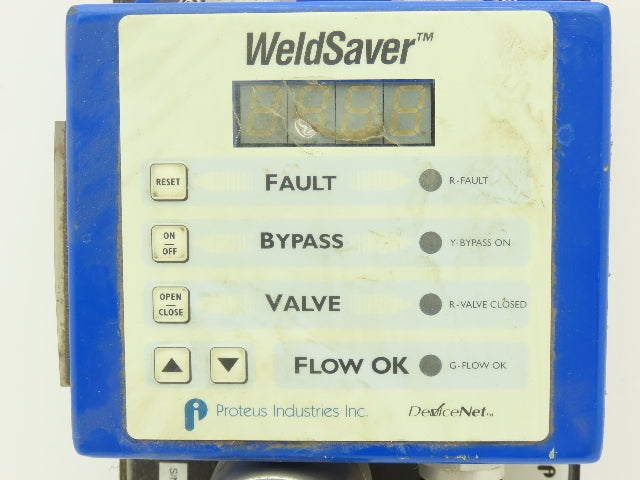 WeldSaver™
RESET FAULT R-FAULT
ON OFF BYPASS Y-BYPASS ON
OPEN CLOSE VALVE R-VALVE CLOSED
FLOW OK G-FLOW OK
Proteus Industries Inc. DeviceNet™